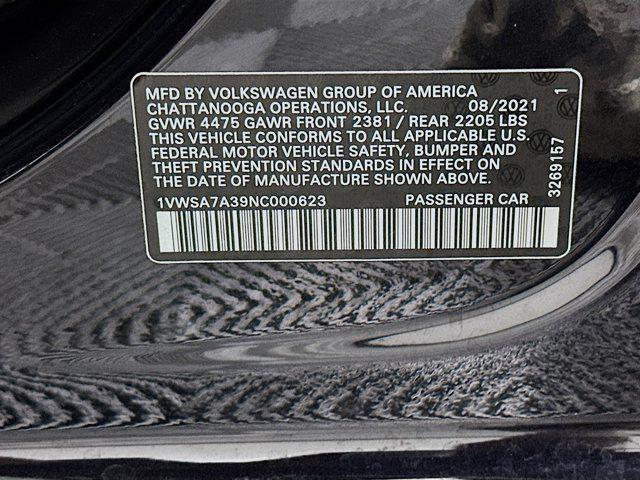 MFD BY VOLKSWAGEN GROUP OF AMERICA
CHATTANOOGA OPERATIONS, LLC. 08/2021
GVWR 4475 GAWR FRONT 2381 / REAR 2205 LBS
THIS VEHICLE CONFORMS TO ALL APPLICABLE U.S.
FEDERAL MOTOR VEHICLE SAFETY, BUMPER AND
THEFT PREVENTION STANDARDS IN EFFECT ON
THE DATE OF MANUFACTURE SHOWN ABOVE.
1VWSA7A39NC000623 PASSENGER CAR
3269157 1